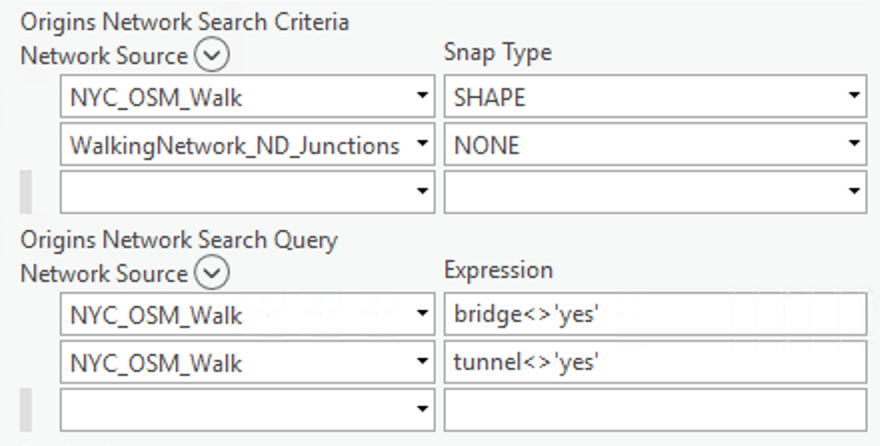 Origins Network Search Criteria
Network Source Snap Type
NYC_OSM_Walk SHAPE
WalkingNetwork_ND_Junctions NONE
Origins Network Search Query
Network Source Expression
NYC_OSM_Walk bridge<>'yes'
NYC_OSM_Walk tunnel<>'yes'